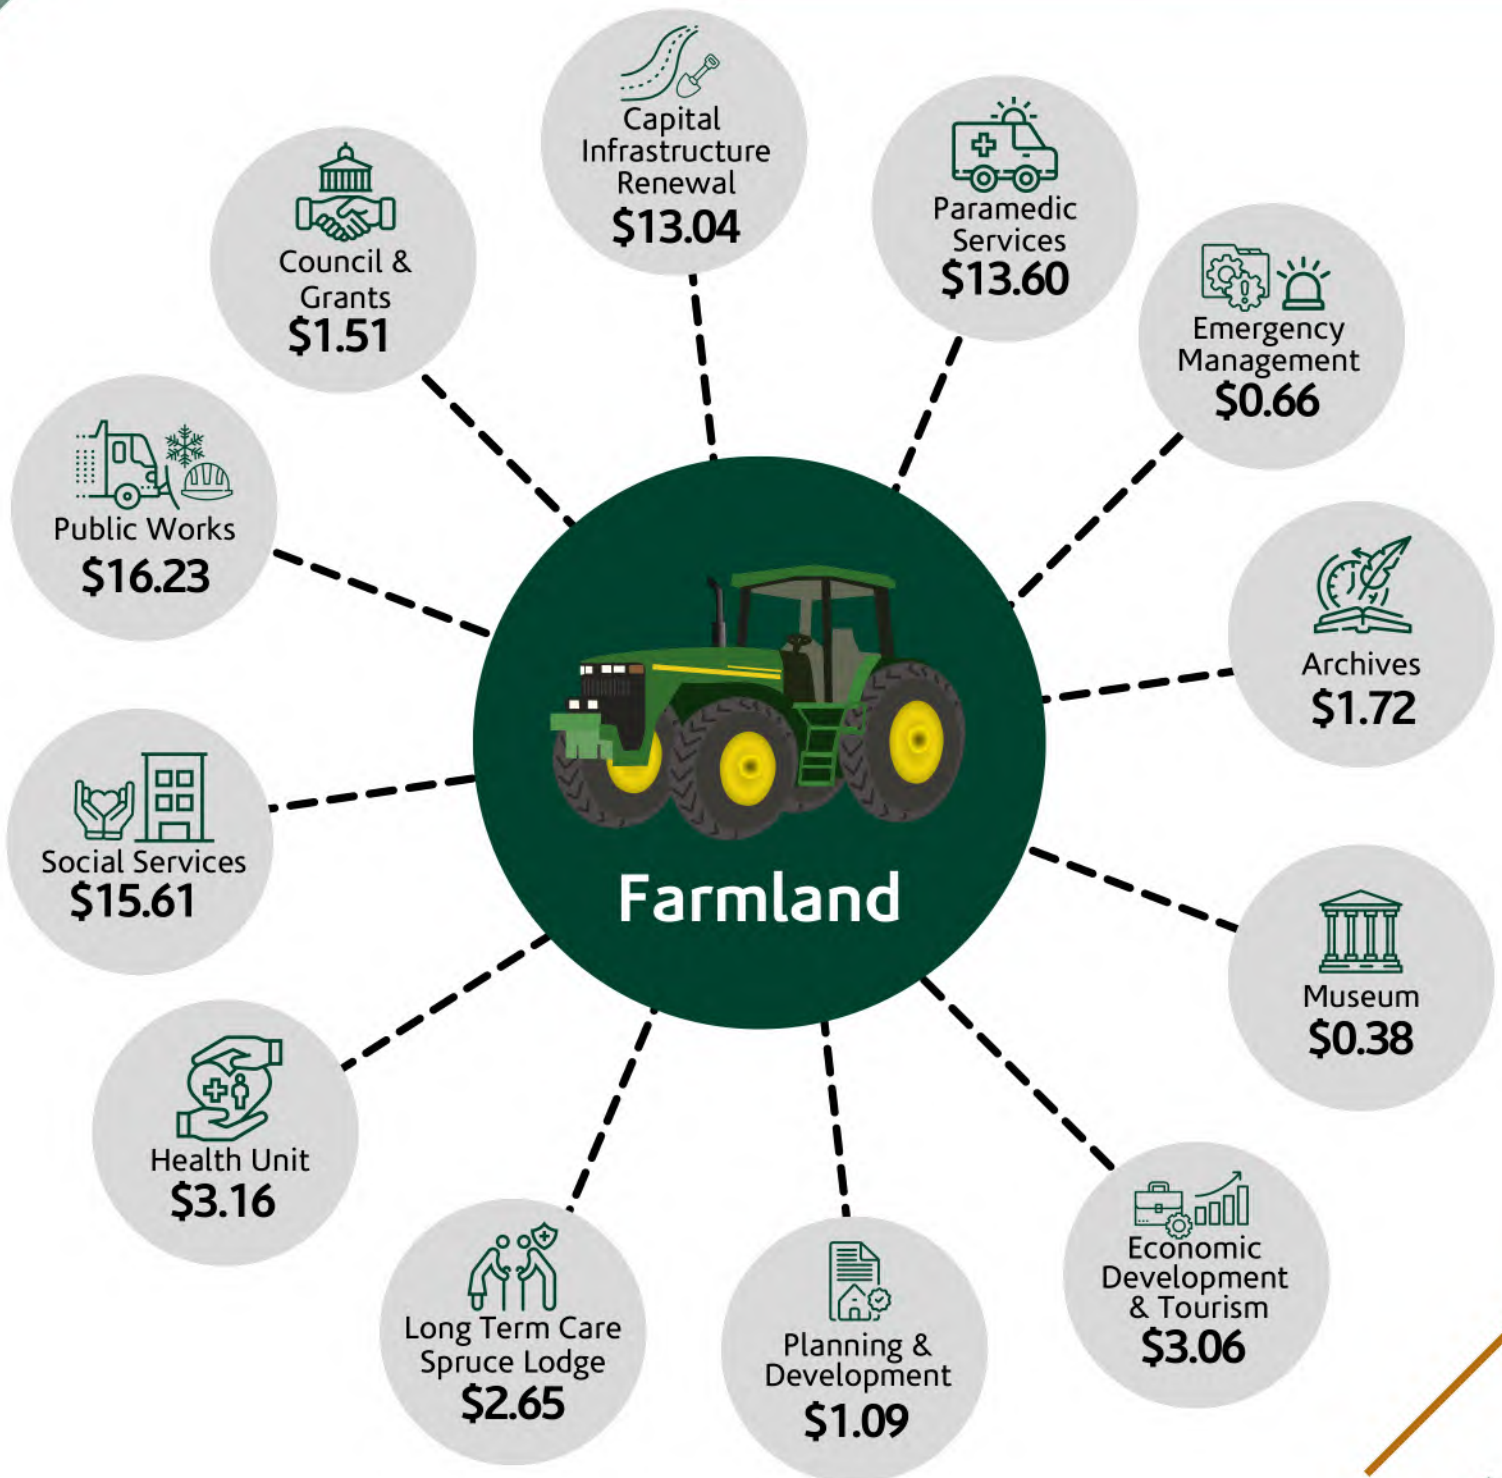 Capital
Infrastructure
Renewal
$13.04
Paramedic
Services
$13.60
Emergency
Management
$0.66
Archives
$1.72
Museum
$0.38
Economic
Development
& Tourism
$3.06
Planning &
Development
$1.09
Long Term Care
Spruce Lodge
$2.65
Health Unit
$3.16
Social Services
$15.61
Public Works
$16.23
Council &
Grants
$1.51
Farmland